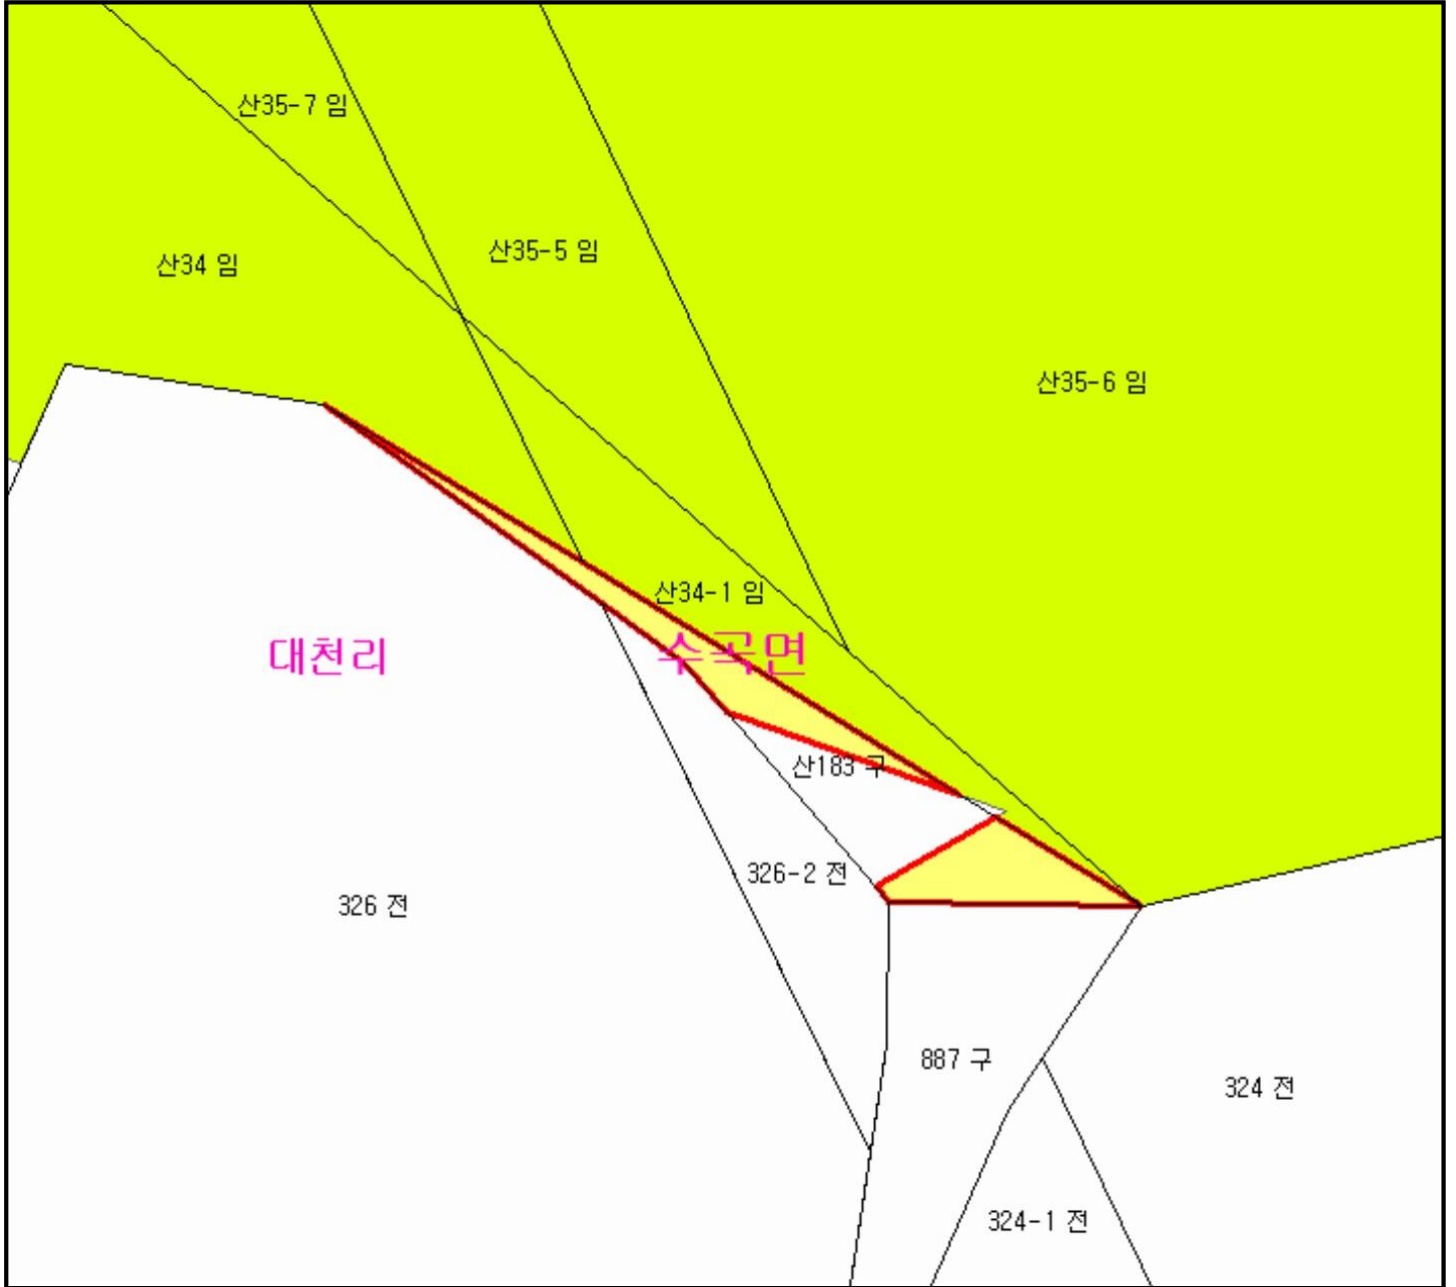 산35-7 임
산35-5 임
산34 임
산35-6 임
산34-1 임
대천리
수곡면
산183 구
326-2 전
326 전
887 구
324 전
324-1 전